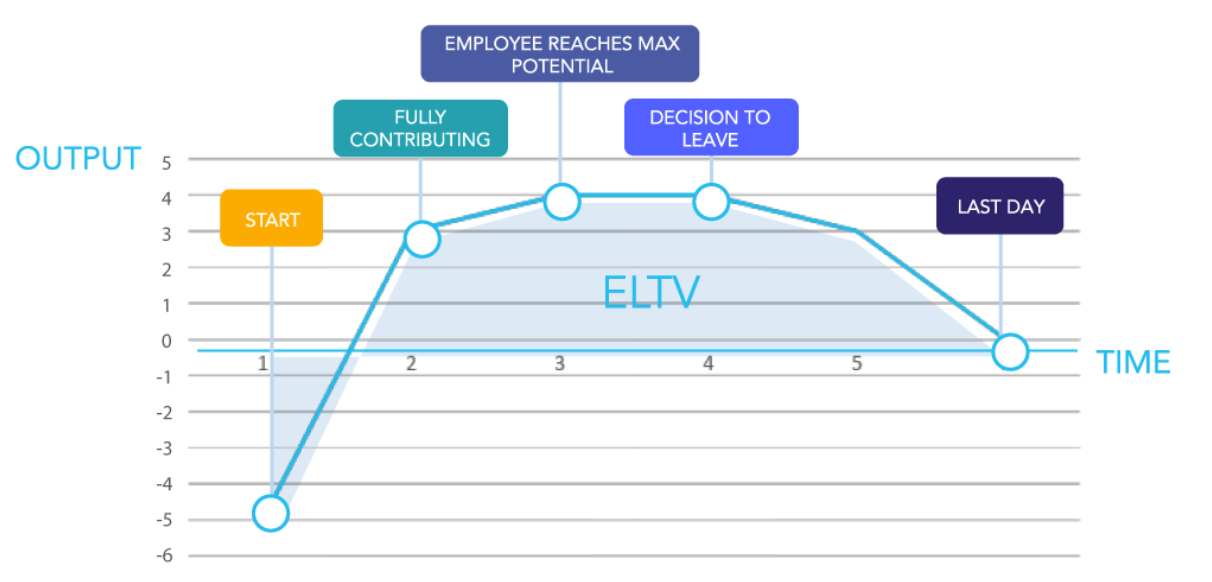 EMPLOYEE REACHES MAX
POTENTIAL
FULLY
CONTRIBUTING
DECISION TO
LEAVE
OUTPUT
5
4
START
LAST DAY
3
2
ELTV
1
0
1
2
3
4
5
TIME
-1
-2
-3
-4
-5
-6